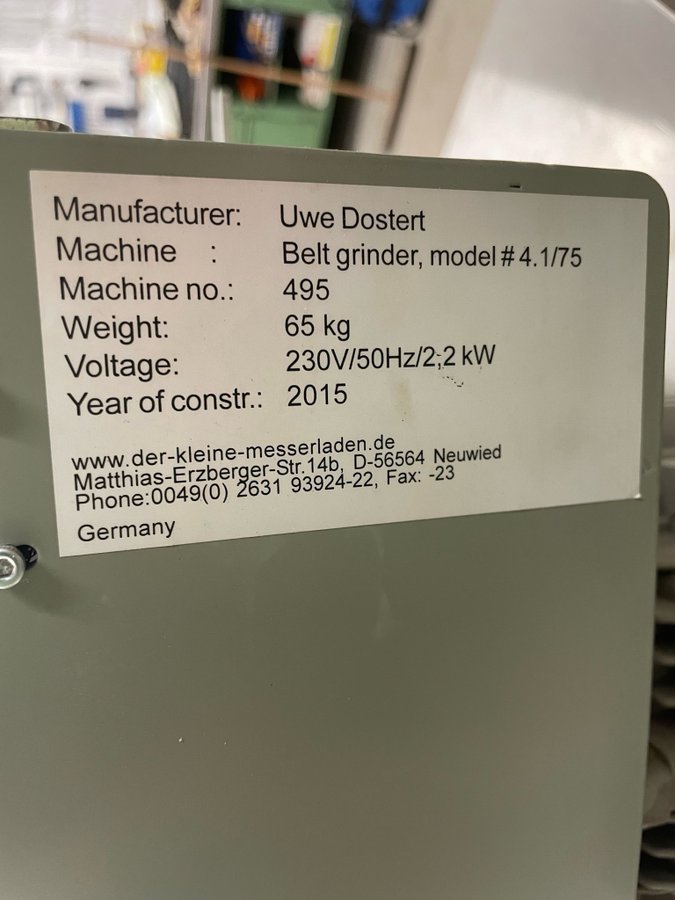 Manufacturer: Uwe Dostert
Machine : Belt grinder, model # 4.1/75
Machine no.: 495
Weight: 65 kg
Voltage: 230V/50Hz/2,2 kW
Year of constr.: 2015
www.der-kleine-messerladen.de
Matthias-Erzberger-Str.14b, D-56564 Neuwied
Phone:0049(0) 2631 93924-22, Fax: -23
Germany